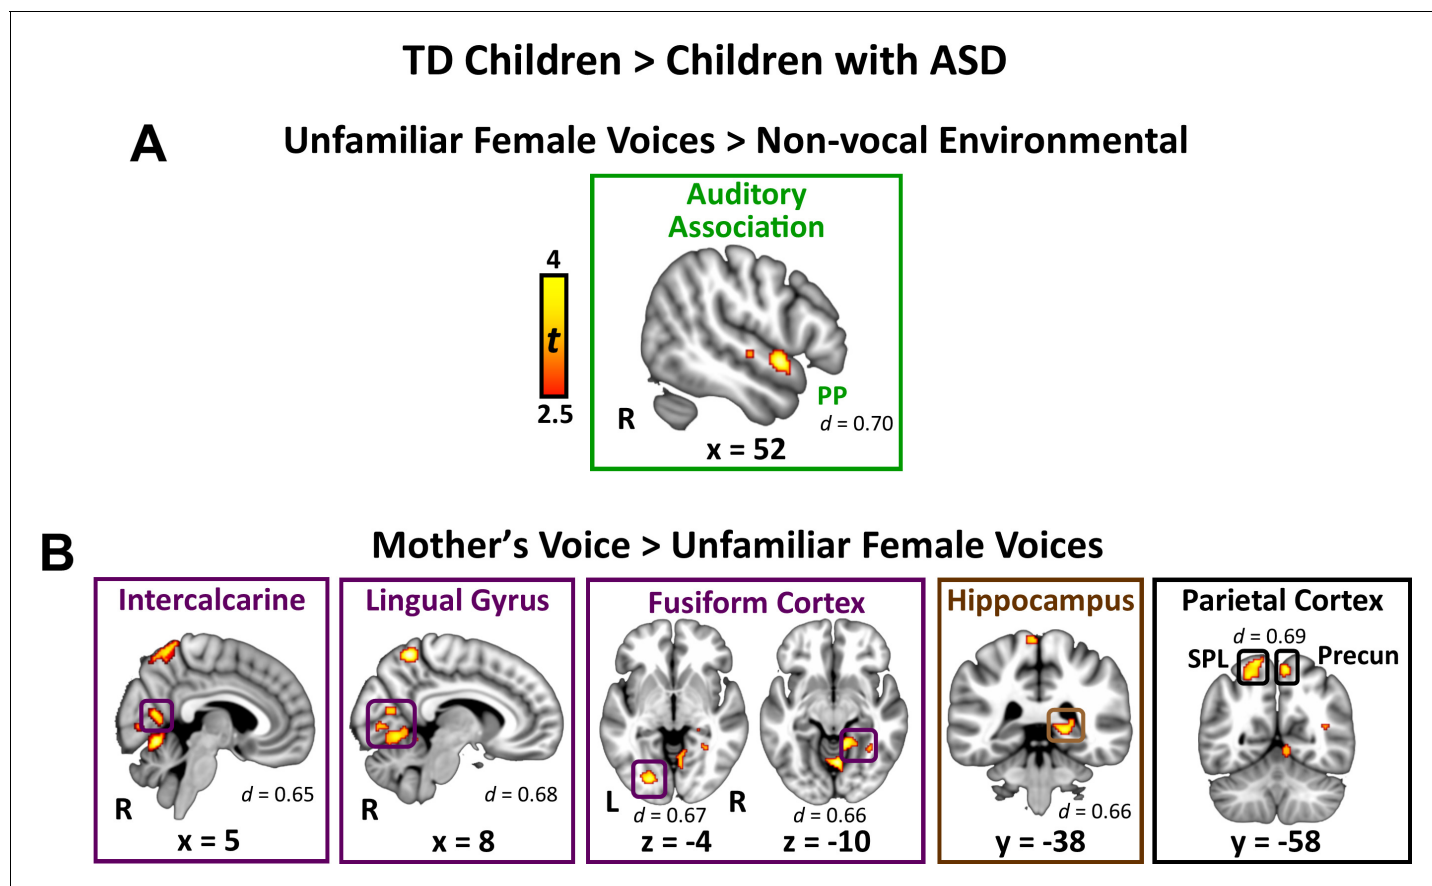 TD Children > Children with ASD
A
Unfamiliar Female Voices > Non-vocal Environmental
Auditory
Association
4
t
2.5
PP
R
d = 0.70
x = 52
B
Mother’s Voice > Unfamiliar Female Voices
Intercalcarine
R
d = 0.65
x = 5
Lingual Gyrus
R
d = 0.68
x = 8
Fusiform Cortex
L
R
d = 0.67
d = 0.66
z = -4
z = -10
Hippocampus
d = 0.66
y = -38
Parietal Cortex
d = 0.69
SPL
Precun
y = -58